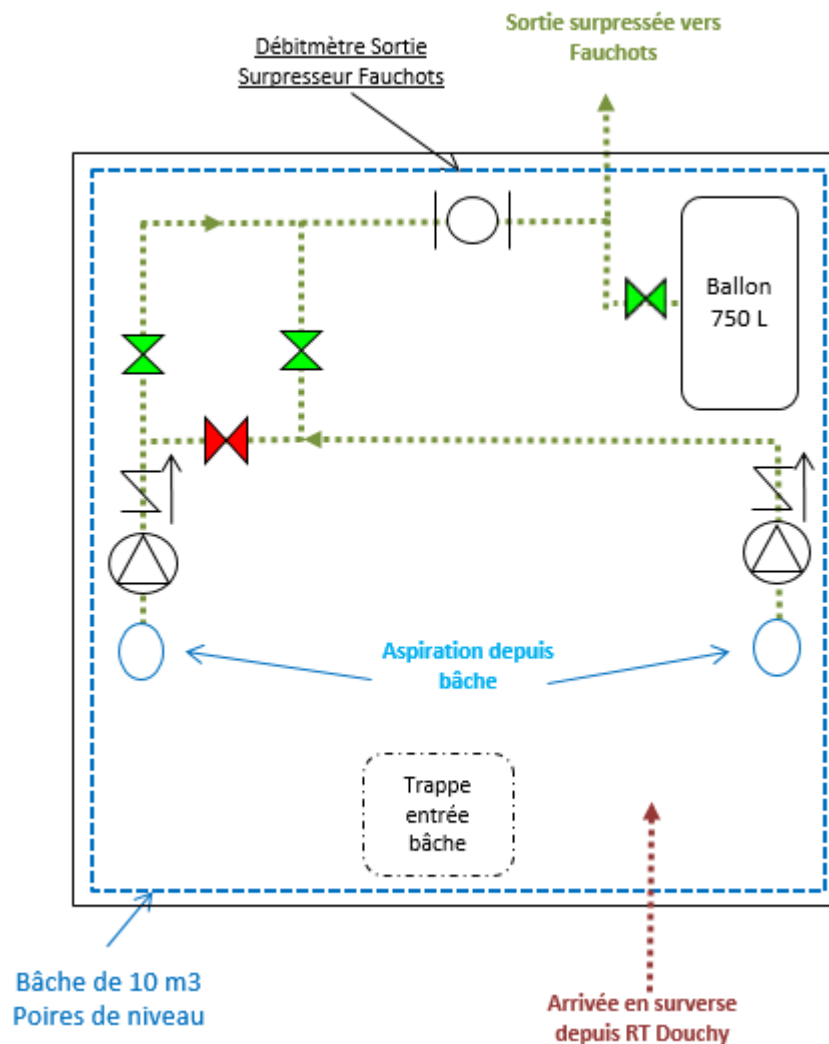 Sortie surpressée vers
Fauchots
Débitmètre Sortie
Surpresseur Fauchots
Ballon
750 L
Aspiration depuis
bâche
Trappe
entrée
bâche
Bâche de 10 m3
Poires de niveau
Arrivée en surverse
depuis RT Douchy